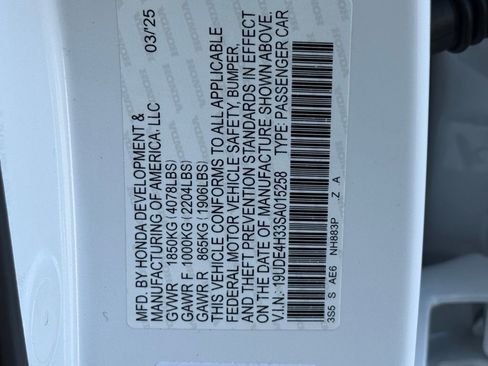 MFD. BY HONDA DEVELOPMENT & 03/25
MANUFACTURING OF AMERICA, LLC
GVWR 1850KG(4078LBS)
GAWR F 1000KG(2204LBS)
GAWR R 865KG(1906LBS)
THIS VEHICLE CONFORMS TO ALL APPLICABLE
FEDERAL MOTOR VEHICLE SAFETY, BUMPER,
AND THEFT PREVENTION STANDARDS IN EFFECT
ON THE DATE OF MANUFACTURE SHOWN ABOVE.
V.I.N.: 19UDE4H33SA015258 TYPE: PASSENGER CAR
3S5 S AE6 NH883P _Z_A